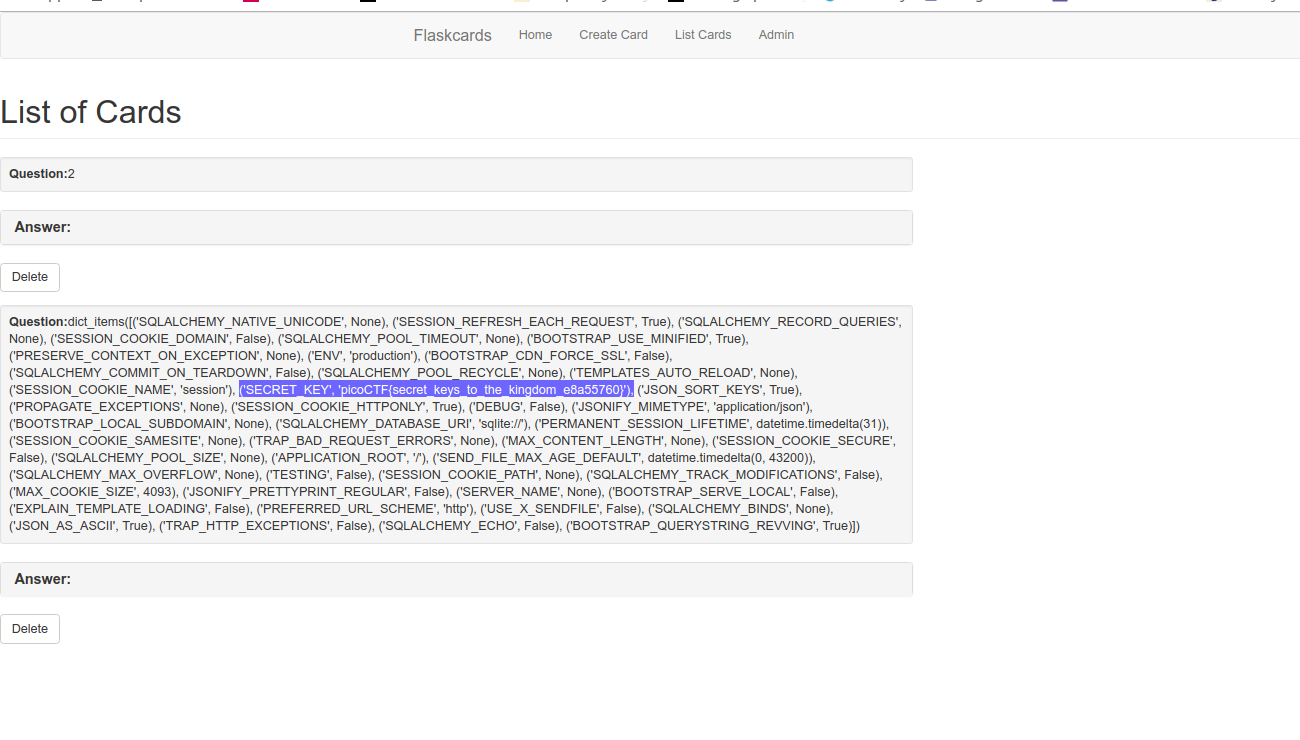 Flaskcards Home Create Card List Cards Admin
List of Cards
Question:2
Answer:
Delete
Question:dict_items([('SQLALCHEMY_NATIVE_UNICODE', None), ('SESSION_REFRESH_EACH_REQUEST', True), ('SQLALCHEMY_RECORD_QUERIES',
None), ('SESSION_COOKIE_DOMAIN', False), ('SQLALCHEMY_POOL_TIMEOUT', None), ('BOOTSTRAP_USE_MINIFIED', True),
('PRESERVE_CONTEXT_ON_EXCEPTION', None), ('ENV', 'production'), ('BOOTSTRAP_CDN_FORCE_SSL', False),
('SQLALCHEMY_COMMIT_ON_TEARDOWN', False), ('SQLALCHEMY_POOL_RECYCLE', None), ('TEMPLATES_AUTO_RELOAD', None),
('SESSION_COOKIE_NAME', 'session'), ('SECRET_KEY', 'picoCTF{secret_keys_to_the_kingdom_e8a55760}'), ('JSON_SORT_KEYS', True),
('PROPAGATE_EXCEPTIONS', None), ('SESSION_COOKIE_HTTPONLY', True), ('DEBUG', False), ('JSONIFY_MIMETYPE', 'application/json'),
('BOOTSTRAP_LOCAL_SUBDOMAIN', None), ('SQLALCHEMY_DATABASE_URI', 'sqlite://'), ('PERMANENT_SESSION_LIFETIME', datetime.timedelta(31)),
('SESSION_COOKIE_SAMESITE', None), ('TRAP_BAD_REQUEST_ERRORS', None), ('MAX_CONTENT_LENGTH', None), ('SESSION_COOKIE_SECURE',
False), ('SQLALCHEMY_POOL_SIZE', None), ('APPLICATION_ROOT', '/'), ('SEND_FILE_MAX_AGE_DEFAULT', datetime.timedelta(0, 43200)),
('SQLALCHEMY_MAX_OVERFLOW', None), ('TESTING', False), ('SESSION_COOKIE_PATH', None), ('SQLALCHEMY_TRACK_MODIFICATIONS', False),
('MAX_COOKIE_SIZE', 4093), ('JSONIFY_PRETTYPRINT_REGULAR', False), ('SERVER_NAME', None), ('BOOTSTRAP_SERVE_LOCAL', False),
('EXPLAIN_TEMPLATE_LOADING', False), ('PREFERRED_URL_SCHEME', 'http'), ('USE_X_SENDFILE', False), ('SQLALCHEMY_BINDS', None),
('JSON_AS_ASCII', True), ('TRAP_HTTP_EXCEPTIONS', False), ('SQLALCHEMY_ECHO', False), ('BOOTSTRAP_QUERYSTRING_REVVING', True)])
Answer:
Delete